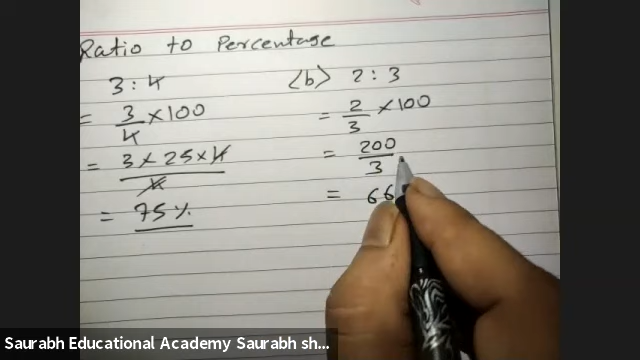 Ratio to Percentage
3 : 4
= 3/4 × 100
= 3 × 25 × 4 / 4
= 75 %
(b) 2 : 3
= 2/3 × 100
= 200/3
= 66
Saurabh Educational Academy Saurabh sh...